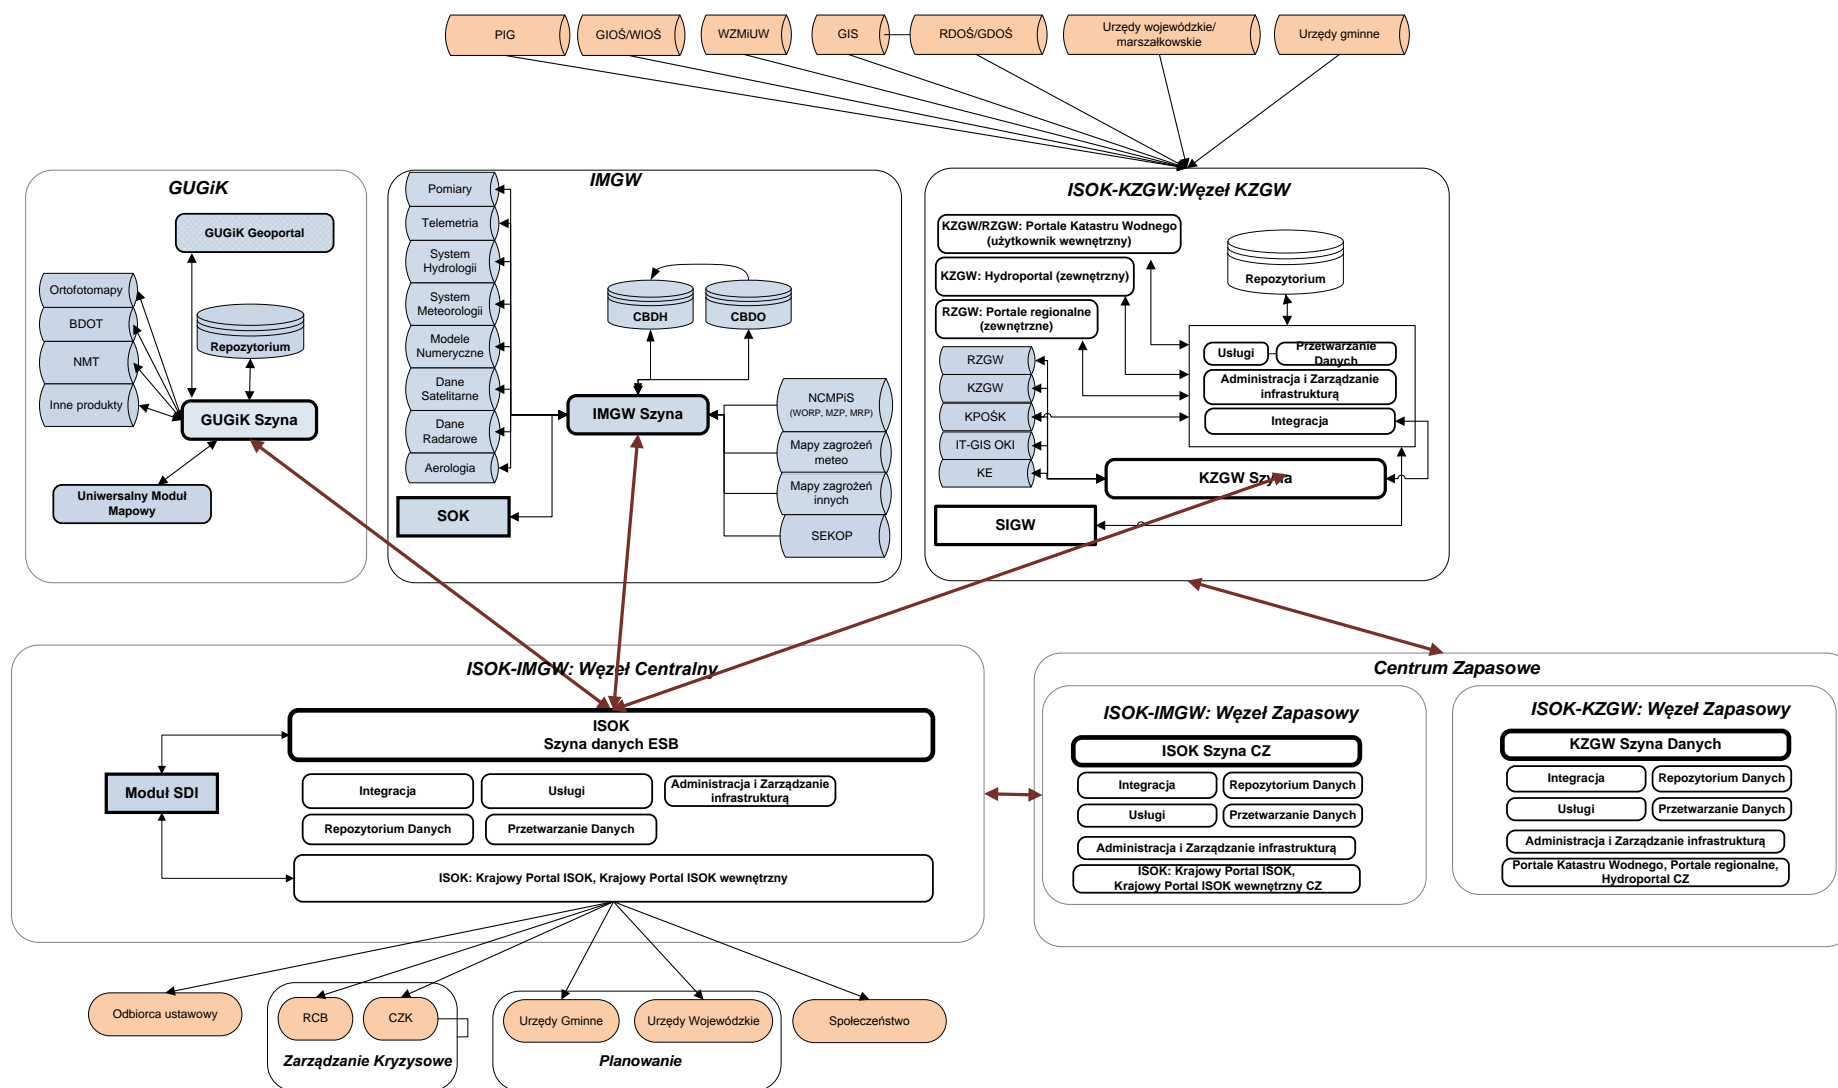 PIG
GIOŚ/WIOŚ
WZMiUW
GIS
RDOŚ/GDOŚ
Urzędy wojewódzkie/
marszałkowskie
Urzędy gminne
GUGiK
GUGiK Geoportal
Ortofotomapy
BDOT
NMT
Inne produkty
Repozytorium
GUGiK Szyna
Uniwersalny Moduł
Mapowy
IMGW
Pomiary
Telemetria
System
Hydrologii
System
Meteorologii
Modele
Numeryczne
Dane
Satelitarne
Dane
Radarowe
Aerologia
SOK
CBDH
CBDO
IMGW Szyna
NCMPiS
(WORP, MZP, MRP)
Mapy zagrożeń
meteo
Mapy zagrożeń
innych
SEKOP
ISOK-KZGW:Węzeł KZGW
KZGW/RZGW: Portale Katastru Wodnego
(użytkownik wewnętrzny)
KZGW: Hydroportal (zewnętrzny)
RZGW: Portale regionalne
(zewnętrzne)
RZGW
KZGW
KPOŚK
IT-GIS OKI
KE
Repozytorium
Usługi
Przetwarzanie
Danych
Administracja i Zarządzanie
infrastrukturą
Integracja
KZGW Szyna
SIGW
ISOK-IMGW: Węzeł Centralny
ISOK
Szyna danych ESB
Moduł SDI
Integracja
Usługi
Administracja i Zarządzanie
infrastrukturą
Repozytorium Danych
Przetwarzanie Danych
ISOK: Krajowy Portal ISOK, Krajowy Portal ISOK wewnętrzny
Centrum Zapasowe
ISOK-IMGW: Węzeł Zapasowy
ISOK Szyna CZ
Integracja
Repozytorium Danych
Usługi
Przetwarzanie Danych
Administracja i Zarządzanie infrastrukturą
ISOK: Krajowy Portal ISOK,
Krajowy Portal ISOK wewnętrzny CZ
ISOK-KZGW: Węzeł Zapasowy
KZGW Szyna Danych
Integracja
Repozytorium Danych
Usługi
Przetwarzanie Danych
Administracja i Zarządzanie infrastrukturą
Portale Katastru Wodnego, Portale regionalne,
Hydroportal CZ
Odbiorca ustawowy
RCB
CZK
Zarządzanie Kryzysowe
Urzędy Gminne
Urzędy Wojewódzkie
Planowanie
Społeczeństwo